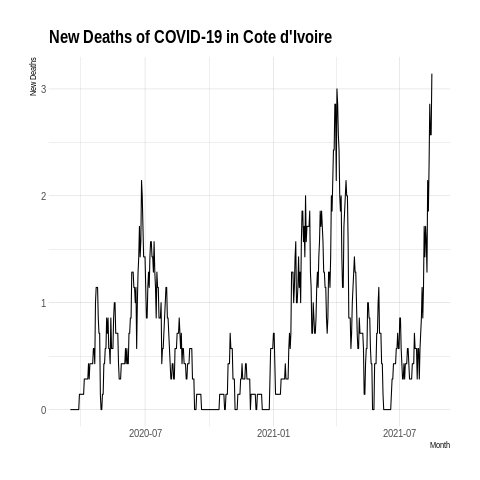 New Deaths of COVID-19 in Cote d'Ivoire
New Deaths
3
2
1
0
2020-07 2021-01 2021-07
Month